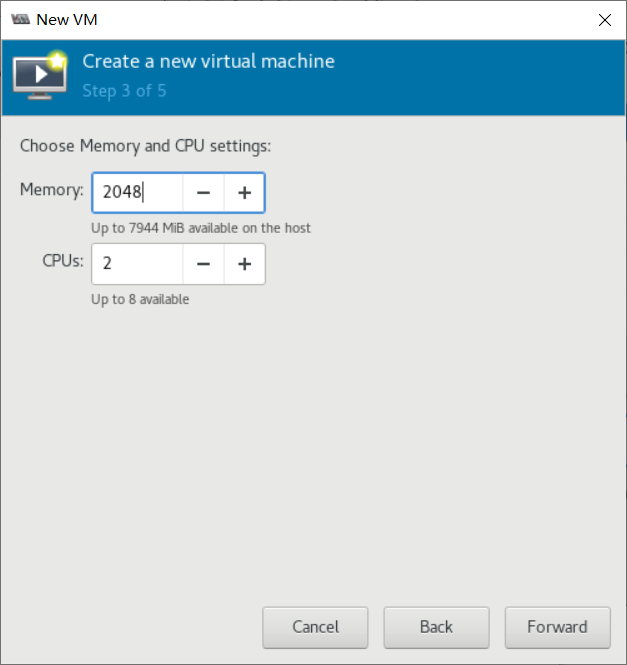 New VM
Create a new virtual machine
Step 3 of 5
Choose Memory and CPU settings:
Memory: 2048
Up to 7944 MiB available on the host
CPUs: 2
Up to 8 available
Cancel Back Forward